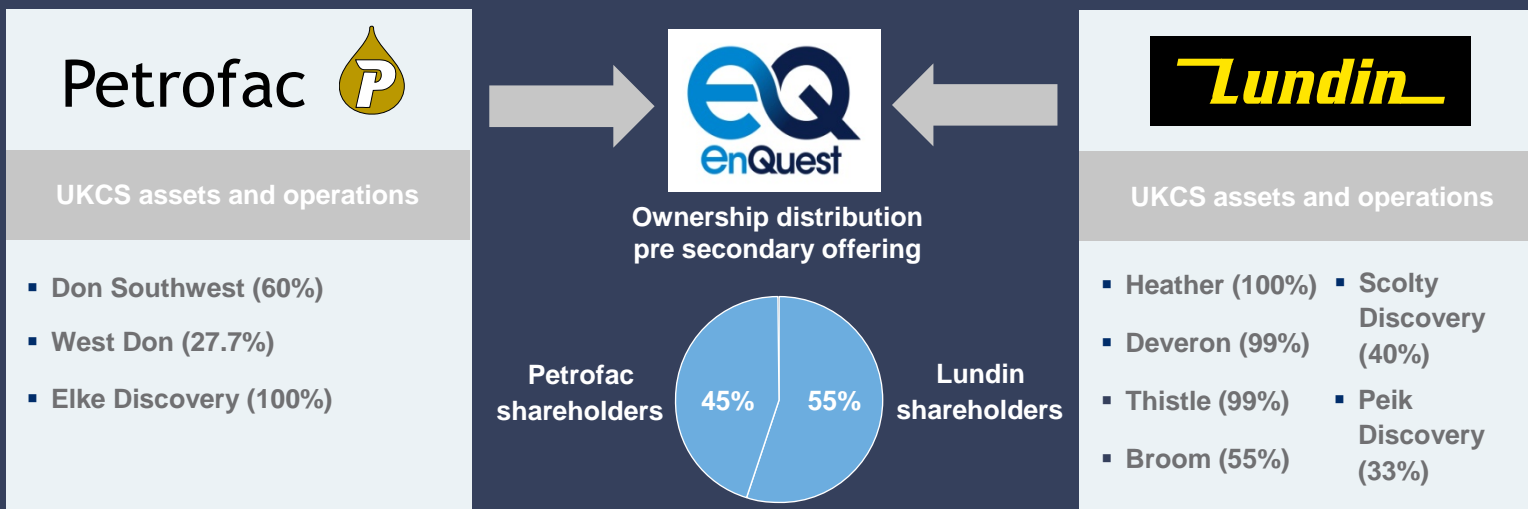 Petrofac
P
UKCS assets and operations
▪ Don Southwest (60%)
▪ West Don (27.7%)
▪ Elke Discovery (100%)
eQ
enQuest
Ownership distribution
pre secondary offering
Petrofac
shareholders
45%
55%
Lundin
shareholders
Lundin
UKCS assets and operations
▪ Heather (100%)
▪ Deveron (99%)
▪ Thistle (99%)
▪ Broom (55%)
▪ Scolty
Discovery
(40%)
▪ Peik
Discovery
(33%)